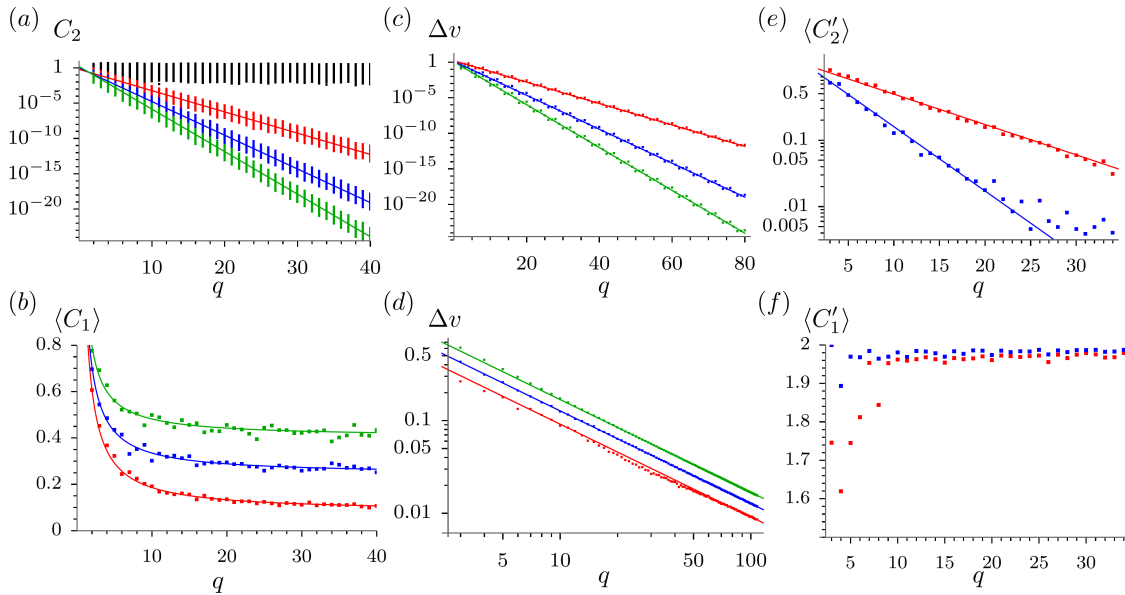 (a) C₂
1
10⁻⁵
10⁻¹⁰
10⁻¹⁵
10⁻²⁰
10 20 30 40
q
(c) Δv
1
10⁻⁵
10⁻¹⁰
10⁻¹⁵
10⁻²⁰
20 40 60 80
q
(e) ⟨C₂′⟩
0.5
0.1
0.05
.01
0.005
5 10 15 20 25 30
q
(b) ⟨C₁⟩
0.8
0.6
0.4
0.2
0
10 20 30 40
q
(d) Δv
0.5
0.1
0.05
0.01
5 10 50 100
q
(f) ⟨C₁′⟩
2
1.9
1.8
1.7
1.6
5 10 15 20 25 30
q